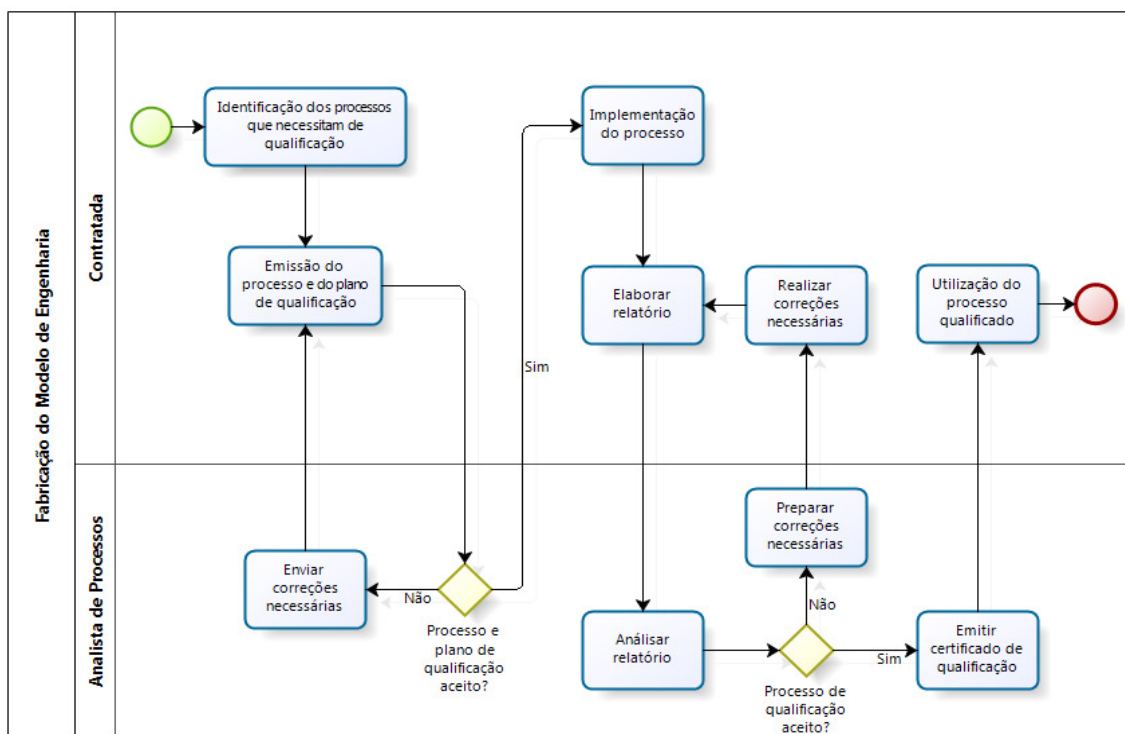 Fabricação do Modelo de Engenharia
Contratada
Identificação dos processos
que necessitam de
qualificação
Emissão do
processo e do plano
de qualificação
Implementação
do processo
Sim
Elaborar
relatório
Realizar
correções
necessárias
Utilização do
processo
qualificado
Analista de Processos
Enviar
correções
necessárias
Não
Processo e
plano de
qualificação
aceito?
Preparar
correções
necessárias
Não
Análisar
relatório
Sim
Processo de
qualificação
aceito?
Emitir
certificado de
qualificação